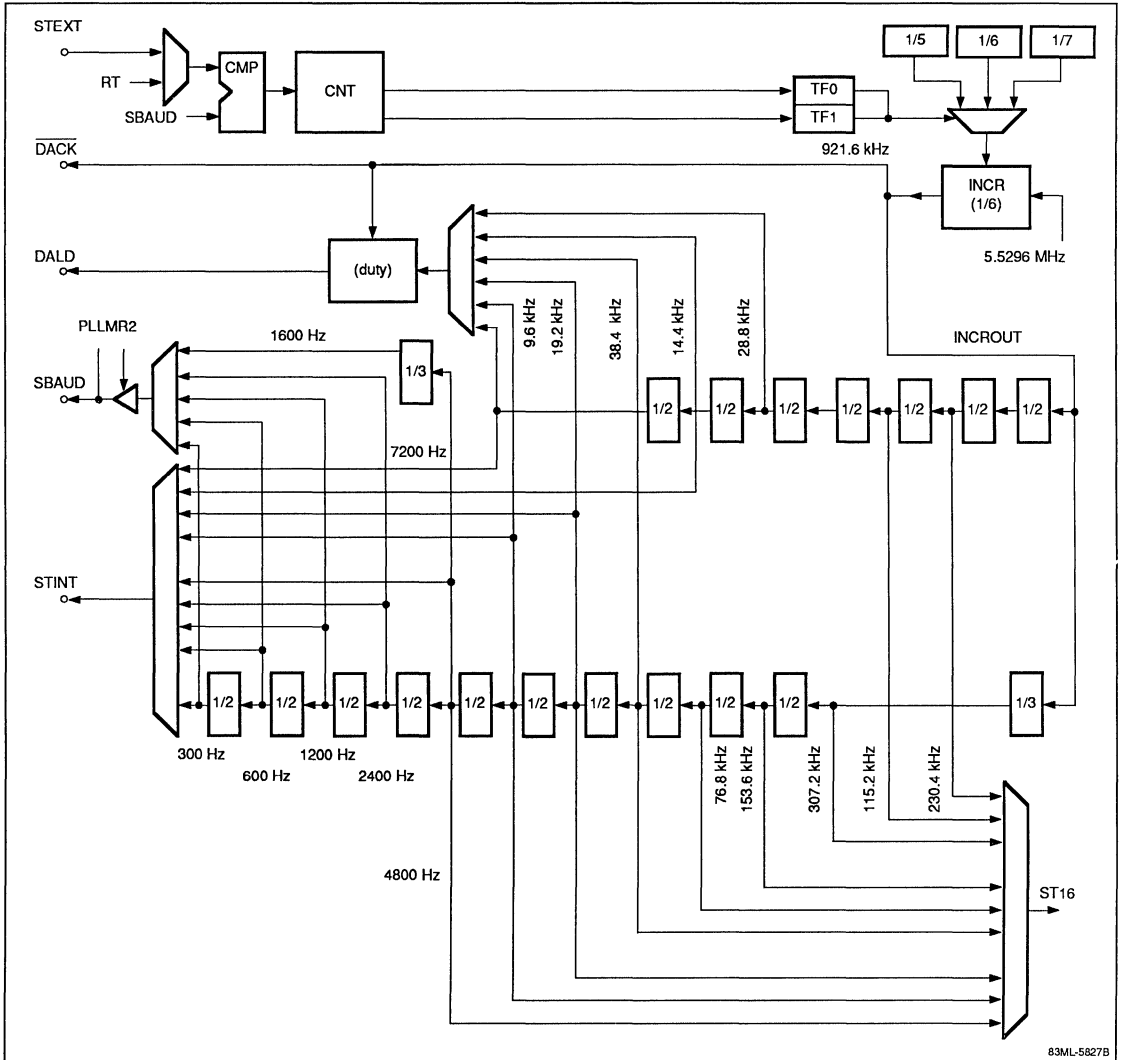 STEXT
1/5 1/6 1/7
CMP
RT
CNT
TF0
SBAUD
TF1
921.6 kHz
DACK
INCR
(1/6)
5.5296 MHz
DALD
(duty)
9.6 kHz
19.2 kHz
38.4 kHz
14.4 kHz
28.8 kHz
PLLMR2
1600 Hz
INCROUT
1/3
SBAUD
1/2 1/2 1/2 1/2 1/2 1/2 1/2
7200 Hz
STINT
1/2 1/2 1/2 1/2 1/2 1/2 1/2 1/2 1/2 1/2 1/3
300 Hz
1200 Hz
600 Hz
2400 Hz
76.8 kHz
153.6 kHz
307.2 kHz
115.2 kHz
230.4 kHz
4800 Hz
ST16
83ML-5827B